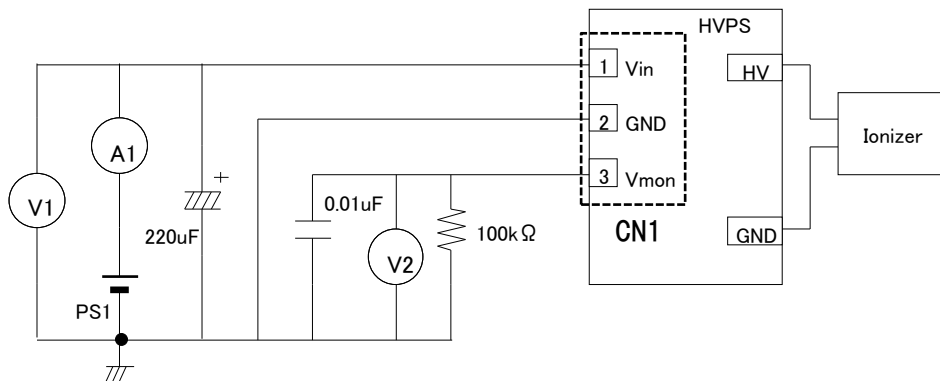 HVPS
1 Vin
HV
2 GND
A1
Ionizer
3 Vmon
V1
+
0.01uF
220uF
V2
100kΩ
CN1
GND
PS1